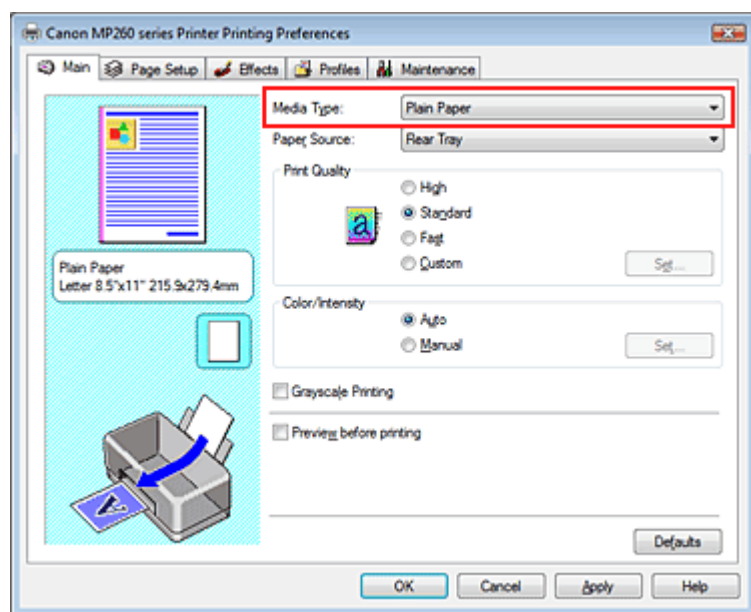 Canon MP260 series Printer Printing Preferences
Main Page Setup Effects Profiles Maintenance
Media Type: Plain Paper
Paper Source: Rear Tray
Print Quality
High
Standard
Fast
Custom Set...
Plain Paper
Letter 8.5"x11" 215.9x279.4mm
Color/Intensity
Auto
Manual Set...
Grayscale Printing
Preview before printing
Defaults
OK Cancel Apply Help